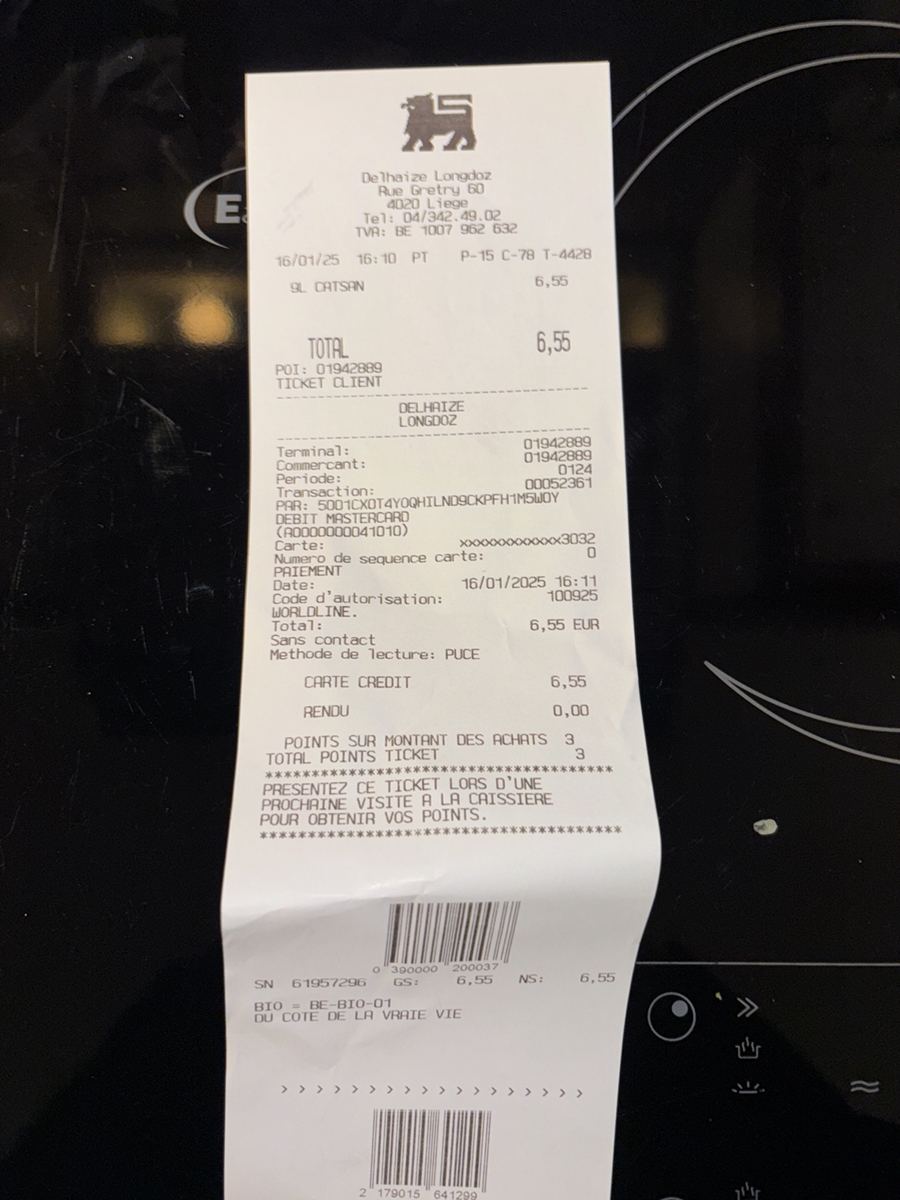 Delhaize Longdoz
Rue Gretry 60
4020 Liege
Tel: 04/342.49.02
TVA: BE 1007 962 632
16/01/25 16:10 PT P-15 C-78 T-4428
9L CATSAN 6,55
TOTAL 6,55
POI: 01942889
TICKET CLIENT
DELHAIZE
LONGDOZ
Terminal: 01942889
Commercant: 01942889
Periode: 0124
Transaction: 00052361
PAR: 5001CXOT4YOQHILND9CKPFH1M5WOY
DEBIT MASTERCARD
(A0000000041010)
Carte: xxxxxxxxxxxxx3032
Numero de sequence carte: 0
PAIEMENT
Date: 16/01/2025 16:11
Code d'autorisation: 100925
WORLDLINE.
Total: 6,55 EUR
Sans contact
Methode de lecture: PUCE
CARTE CREDIT 6,55
RENDU 0,00
POINTS SUR MONTANT DES ACHATS 3
TOTAL POINTS TICKET 3
****************************************
PRESENTEZ CE TICKET LORS D'UNE
PROCHAINE VISITE A LA CAISSIERE
POUR OBTENIR VOS POINTS.
****************************************
0 390000 200037
SN 61957296 GS: 6,55 NS: 6,55
BIO = BE-BIO-01
DU COTE DE LA VRAIE VIE
> > > > > > > > > > > > > > > > > >
2 179015 641299